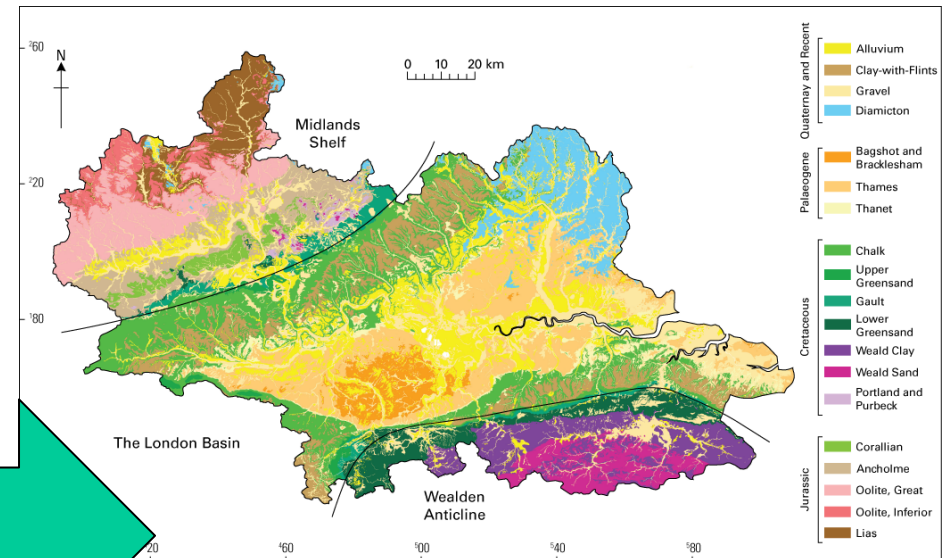 ²60
N
0 10 20 km
Midlands
Shelf
²20
¹80
The London Basin
Wealden
Anticline
⁴20
⁴60
⁵00
⁵40
⁵80
Quaternary and Recent
Alluvium
Clay-with-Flints
Gravel
Diamicton
Palaeogene
Bagshot and
Bracklesham
Thames
Thanet
Cretaceous
Chalk
Upper
Greensand
Gault
Lower
Greensand
Weald Clay
Weald Sand
Portland and
Purbeck
Jurassic
Corallian
Ancholme
Oolite, Great
Oolite, Inferior
Lias